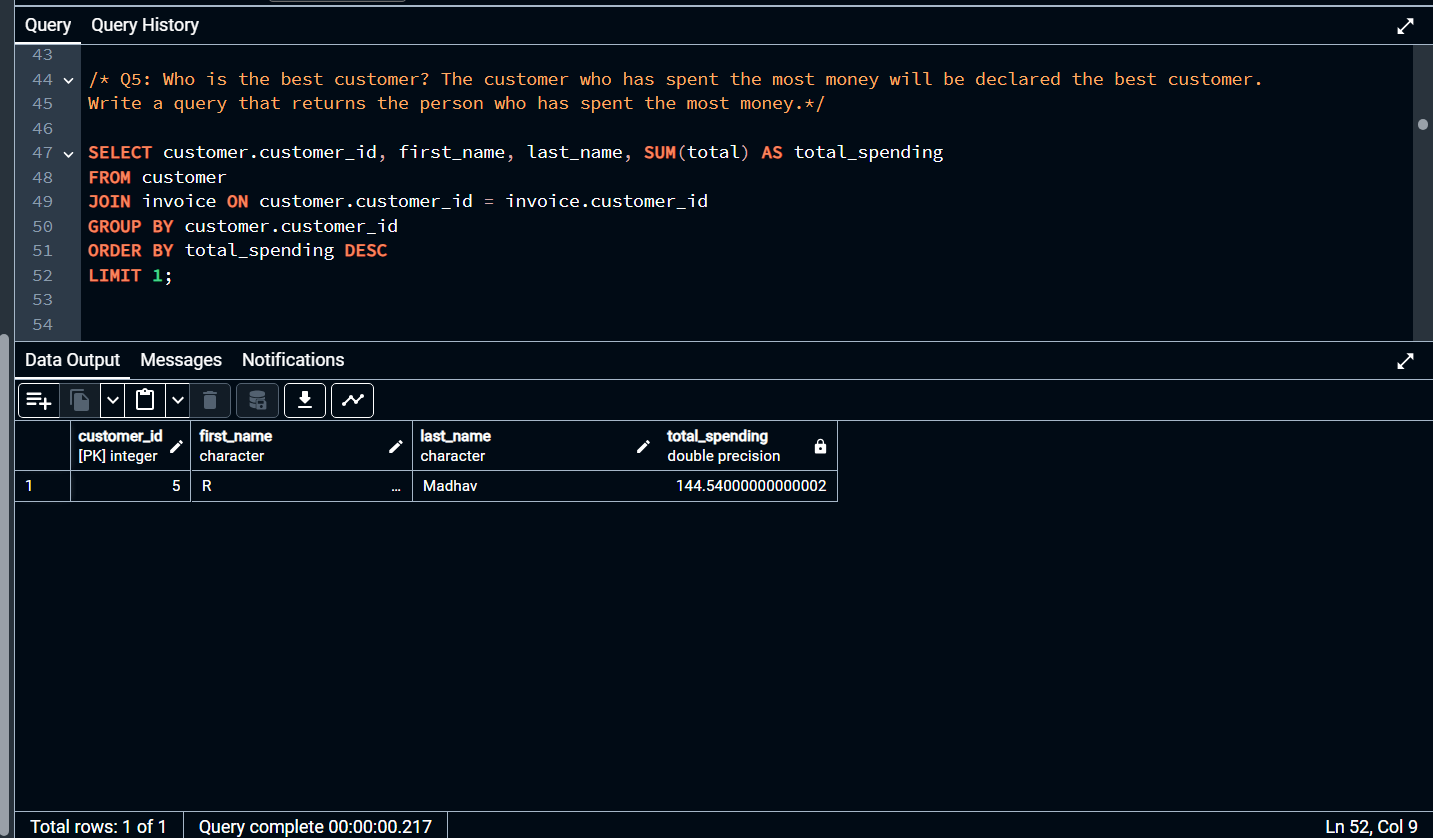 Query Query History
43
44 /* Q5: Who is the best customer? The customer who has spent the most money will be declared the best customer.
45 Write a query that returns the person who has spent the most money.*/
46
47 SELECT customer.customer_id, first_name, last_name, SUM(total) AS total_spending
48 FROM customer
49 JOIN invoice ON customer.customer_id = invoice.customer_id
50 GROUP BY customer.customer_id
51 ORDER BY total_spending DESC
52 LIMIT 1;
53
54
Data Output Messages Notifications
customer_id first_name last_name total_spending
[PK] integer character character double precision
1 5 R ... Madhav 144.54000000000002
Total rows: 1 of 1 Query complete 00:00:00.217 Ln 52, Col 9